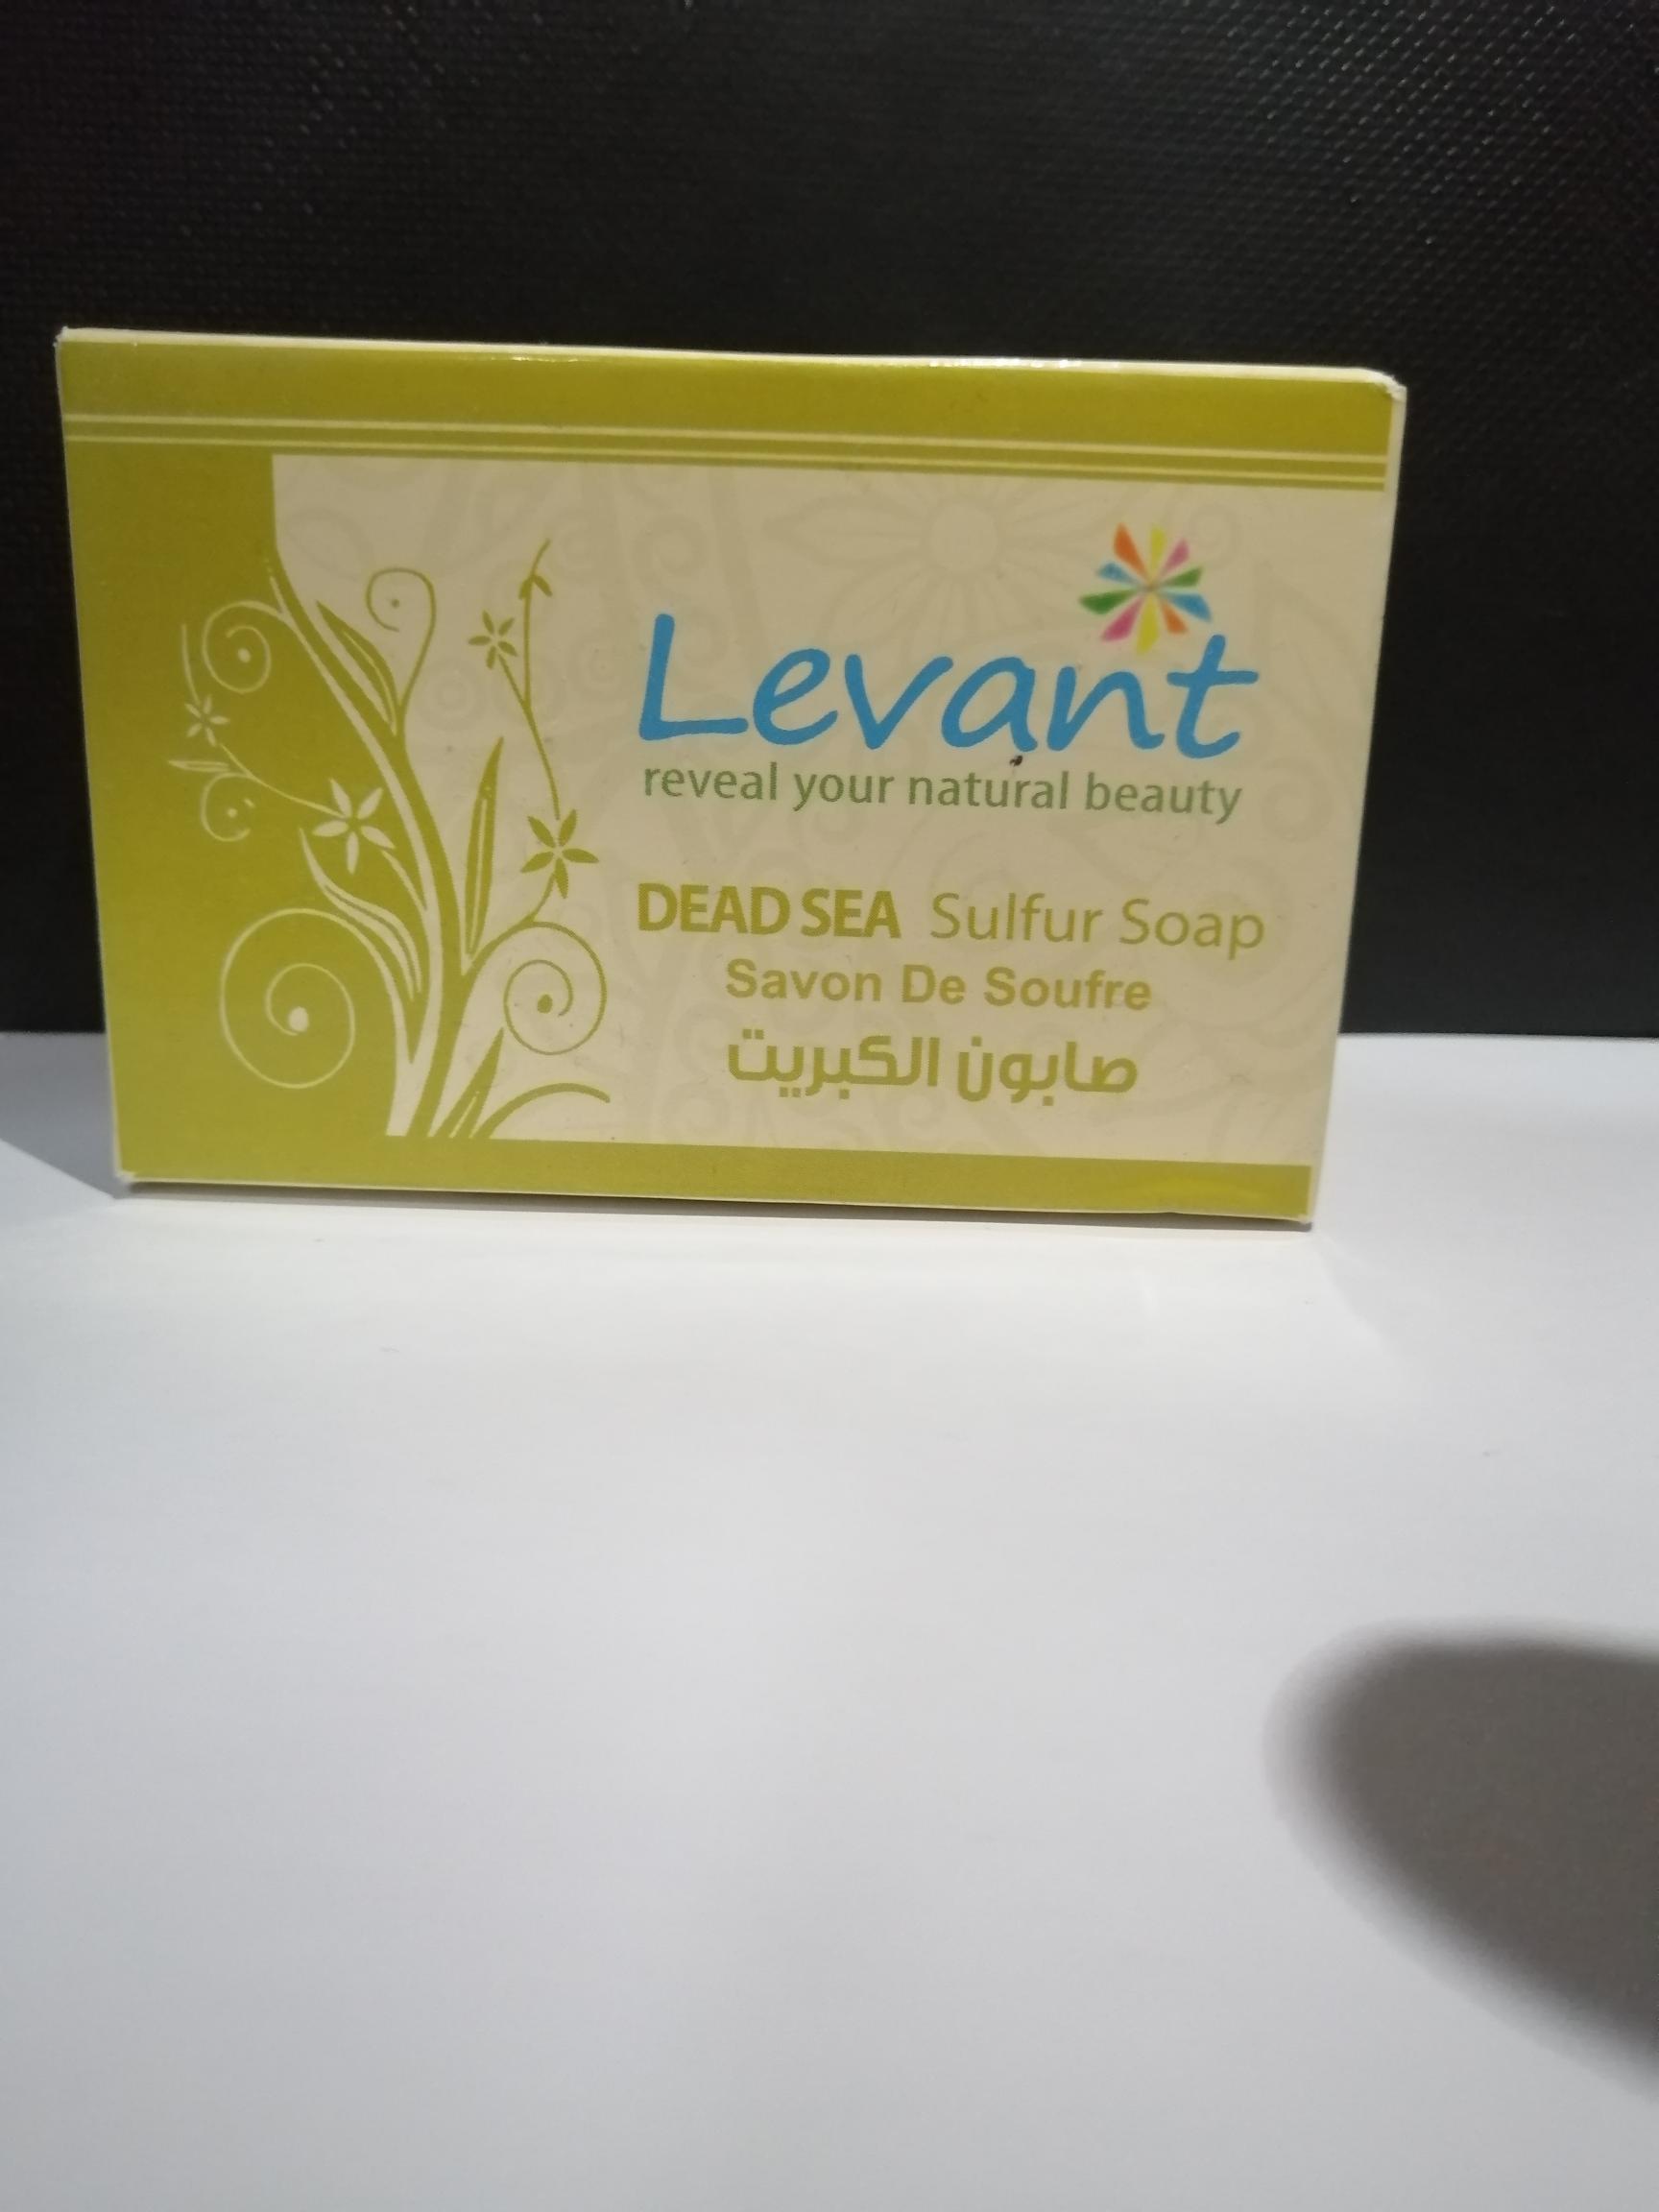 Levant
reveal your natural beauty
DEAD SEA Sulfur Soap
Savon De Soufre
صابون الكبريت